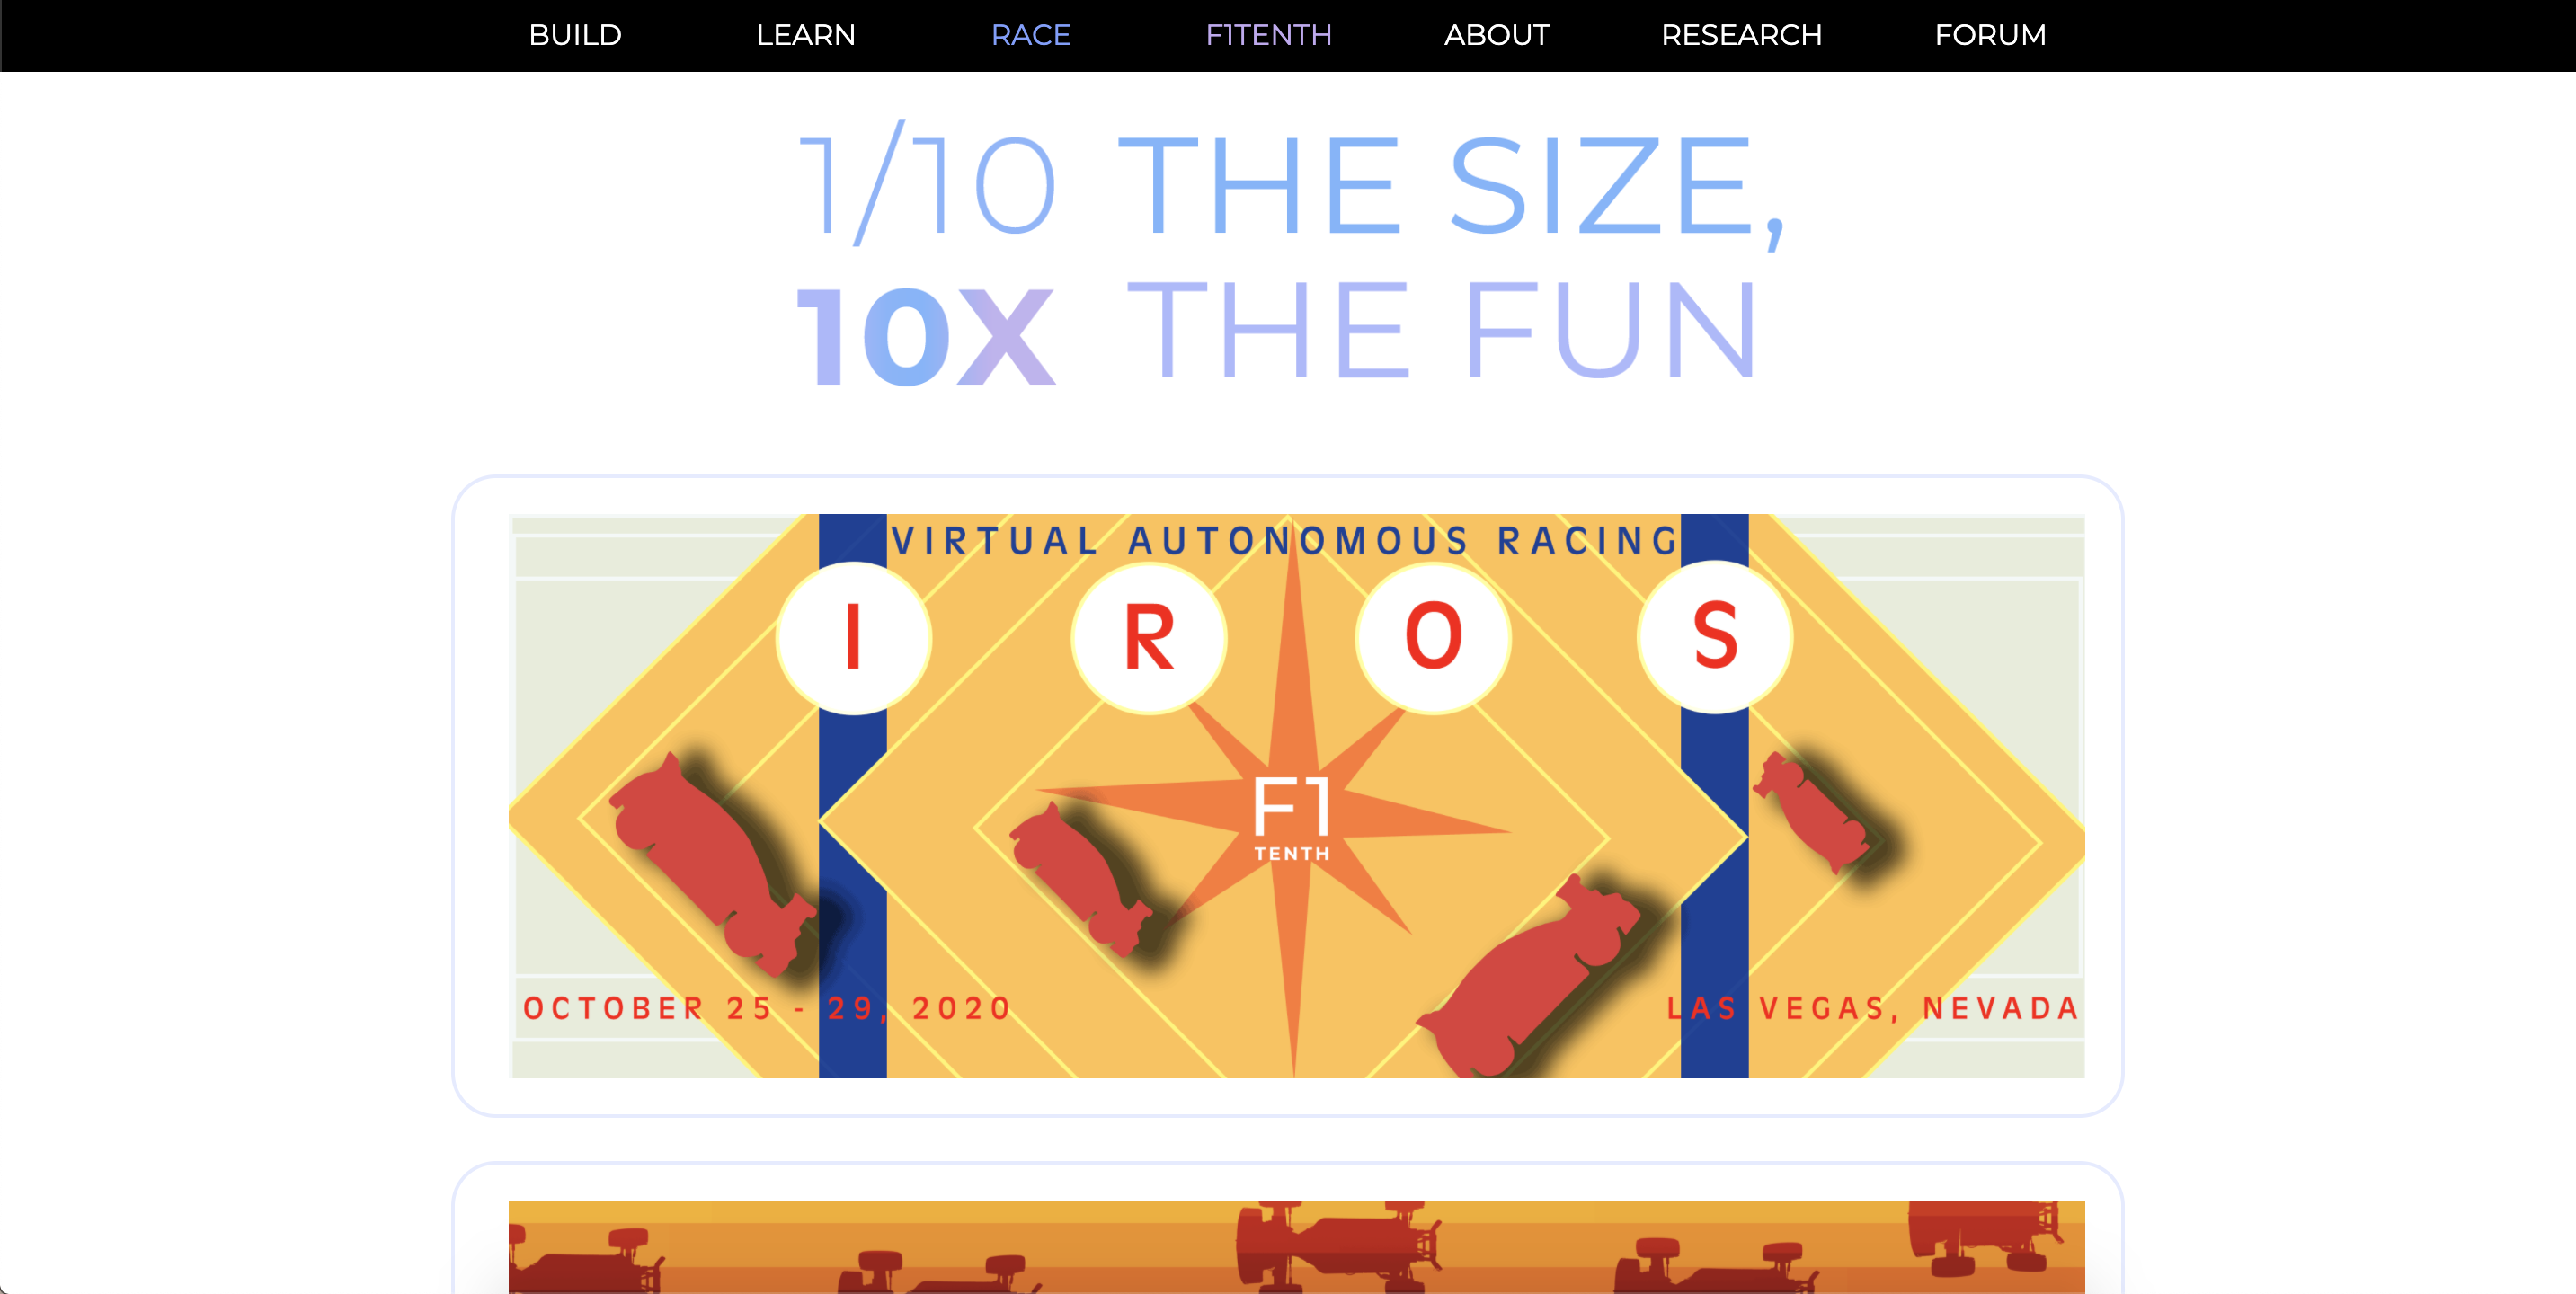 BUILD LEARN RACE F1TENTH ABOUT RESEARCH FORUM
1/10 THE SIZE,
10X THE FUN
VIRTUAL AUTONOMOUS RACING
I R O S
F1
TENTH
OCTOBER 25 - 29, 2020
LAS VEGAS, NEVADA